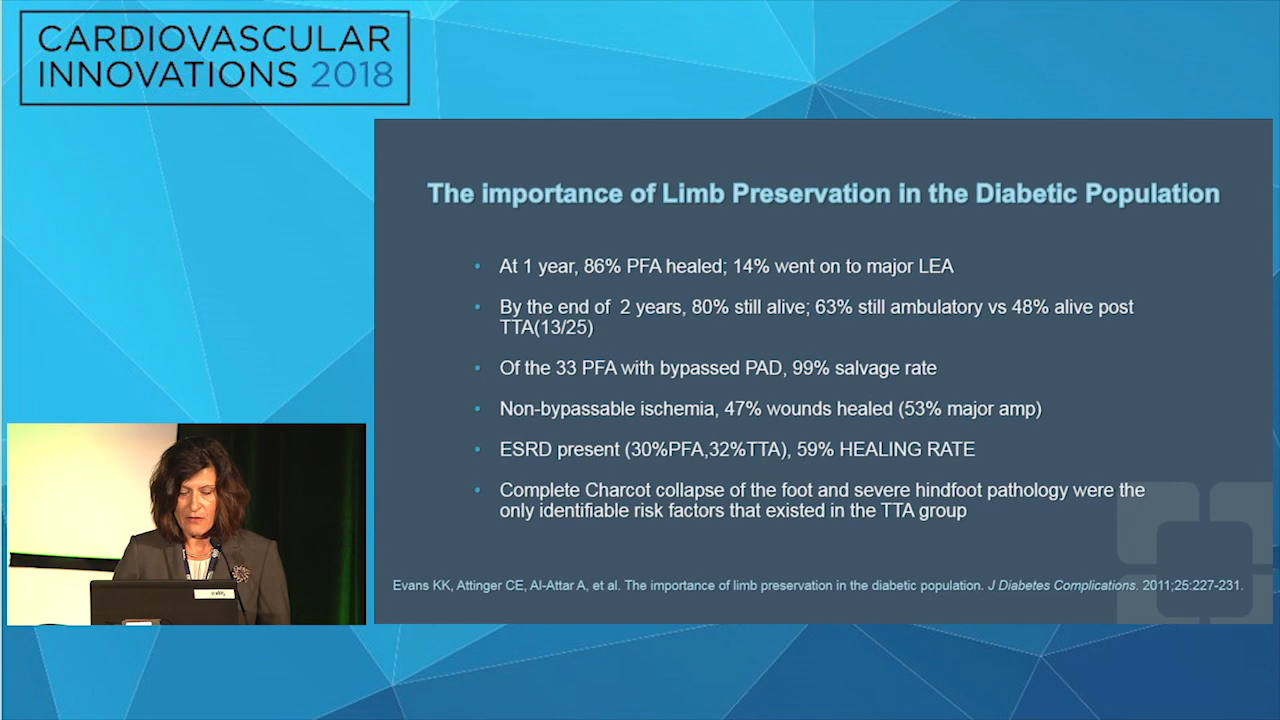 CARDIOVASCULAR
INNOVATIONS 2018
The importance of Limb Preservation in the Diabetic Population
• At 1 year, 86% PFA healed; 14% went on to major LEA
• By the end of  2 years, 80% still alive; 63% still ambulatory vs 48% alive post
TTA(13/25)
• Of the 33 PFA with bypassed PAD, 99% salvage rate
• Non-bypassable ischemia, 47% wounds healed (53% major amp)
• ESRD present (30%PFA,32%TTA), 59% HEALING RATE
• Complete Charcot collapse of the foot and severe hindfoot pathology were the
only identifiable risk factors that existed in the TTA group
Evans KK, Attinger CE, Al-Attar A, et al. The importance of limb preservation in the diabetic population. J Diabetes Complications. 2011;25:227-231.